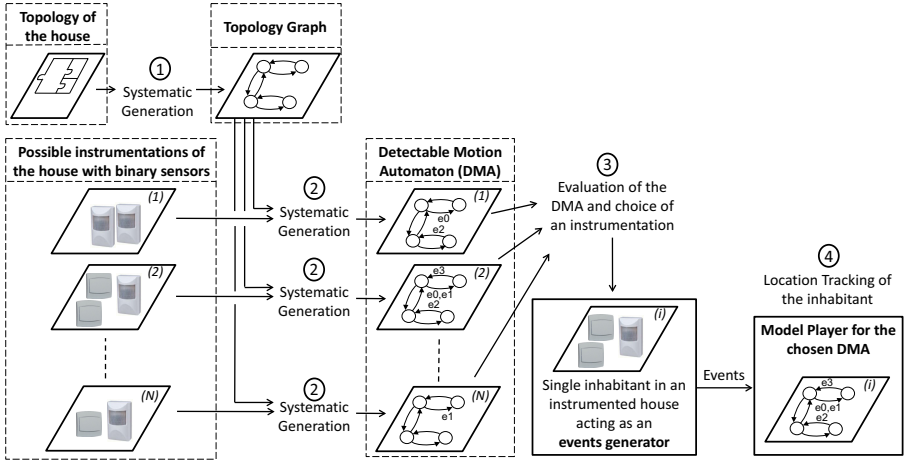 Topology of
the house
①
Systematic
Generation
Topology Graph
Possible instrumentations of
the house with binary sensors
(1)
(2)
(N)
②
Systematic
Generation
②
Systematic
Generation
②
Systematic
Generation
Detectable Motion
Automaton (DMA)
(1)
e0
e2
(2)
e3
e0,e1
e2
(N)
e1
③
Evaluation of the
DMA and choice of
an instrumentation
(i)
Single inhabitant in an
instrumented house
acting as an
events generator
Events
④
Location Tracking of
the inhabitant
Model Player for the
chosen DMA
(i)
e3
e0,e1
e2